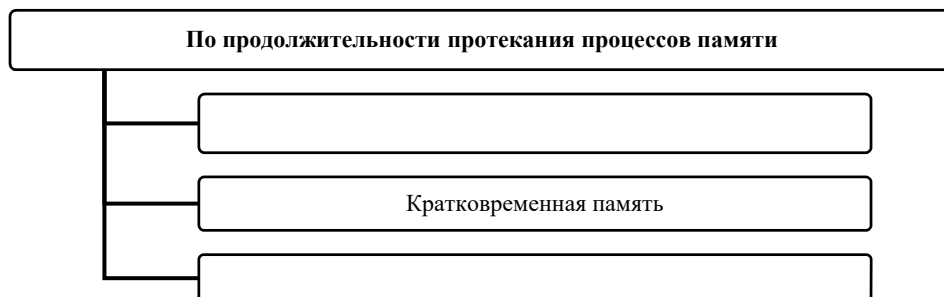 По продолжительности протекания процессов памяти
Кратковременная память